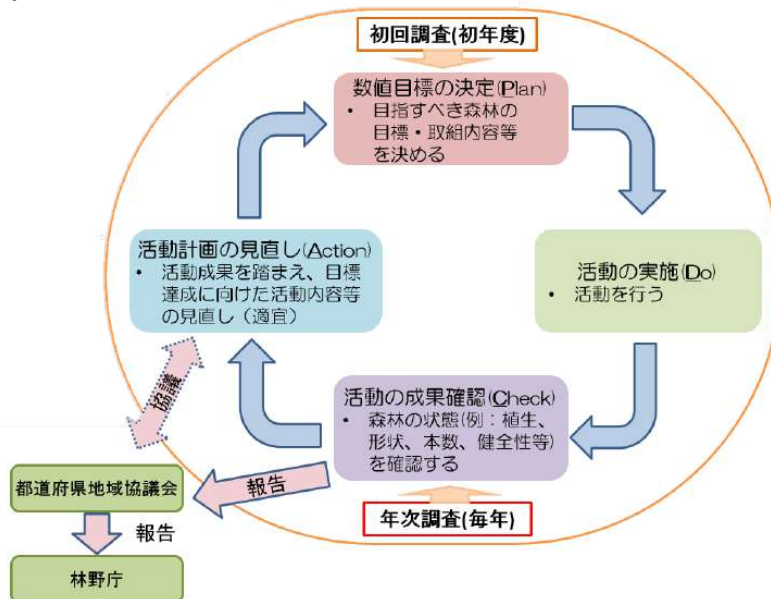 初回調査(初年度)
数値目標の決定(Plan)
• 目指すべき森林の
目標・取組内容等
を決める
活動の実施(Do)
• 活動を行う
活動の成果確認(Check)
• 森林の状態(例：植生、
形状、本数、健全性等)
を確認する
年次調査(毎年)
活動計画の見直し(Action)
• 活動成果を踏まえ、目標
達成に向けた活動内容等
の見直し（適宜）
協議
報告
都道府県地域協議会
報告
林野庁